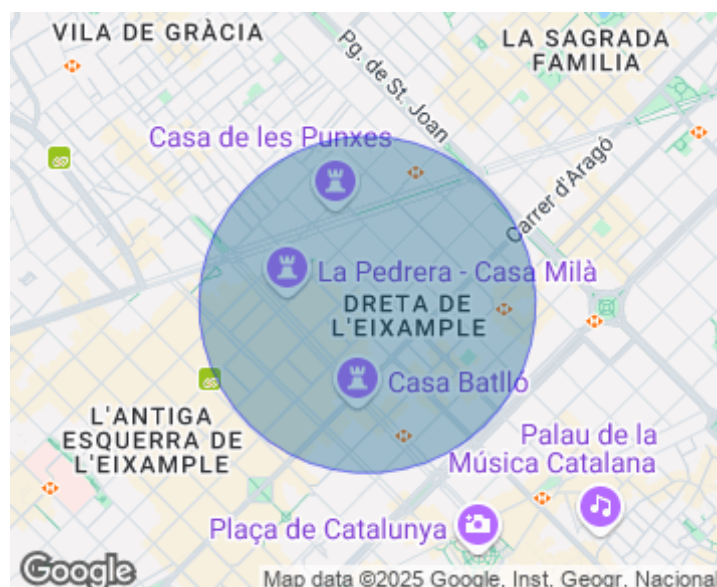 VILA DE GRÀCIA
LA SAGRADA
FAMILIA
Pg. de St. Joan
Casa de les Punxes
Carrer d'Aragó
La Pedrera - Casa Milà
DRETA DE
L'EIXAMPLE
Casa Batlló
L'ANTIGA
ESQUERRA DE
L'EIXAMPLE
Palau de la
Música Catalana
Plaça de Catalunya
Google
Map data ©2025 Google, Inst. Geogr. Nacional